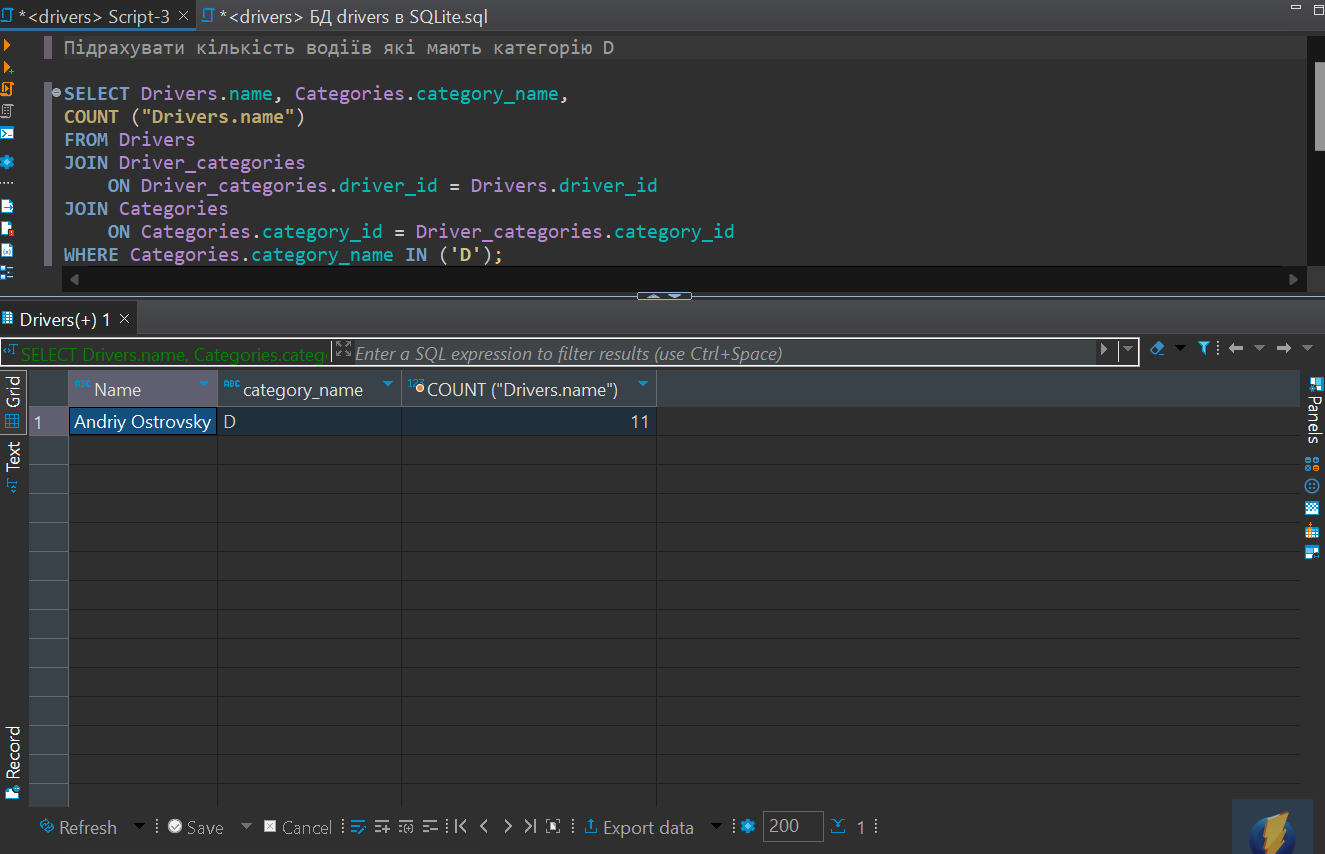 *<drivers> Script-3
*<drivers> БД drivers в SQLite.sql
Підрахувати кількість водіїв які мають категорію D
SELECT Drivers.name, Categories.category_name,
COUNT ("Drivers.name")
FROM Drivers
JOIN Driver_categories
ON Driver_categories.driver_id = Drivers.driver_id
JOIN Categories
ON Categories.category_id = Driver_categories.category_id
WHERE Categories.category_name IN ('D');
Drivers(+) 1
SELECT Drivers.name, Categories.categ
Enter a SQL expression to filter results (use Ctrl+Space)
Grid
Text
Record
ABC Name
ABC category_name
123 COUNT ("Drivers.name")
1 Andriy Ostrovsky D 11
Panels
Refresh Save Cancel Export data 200 1